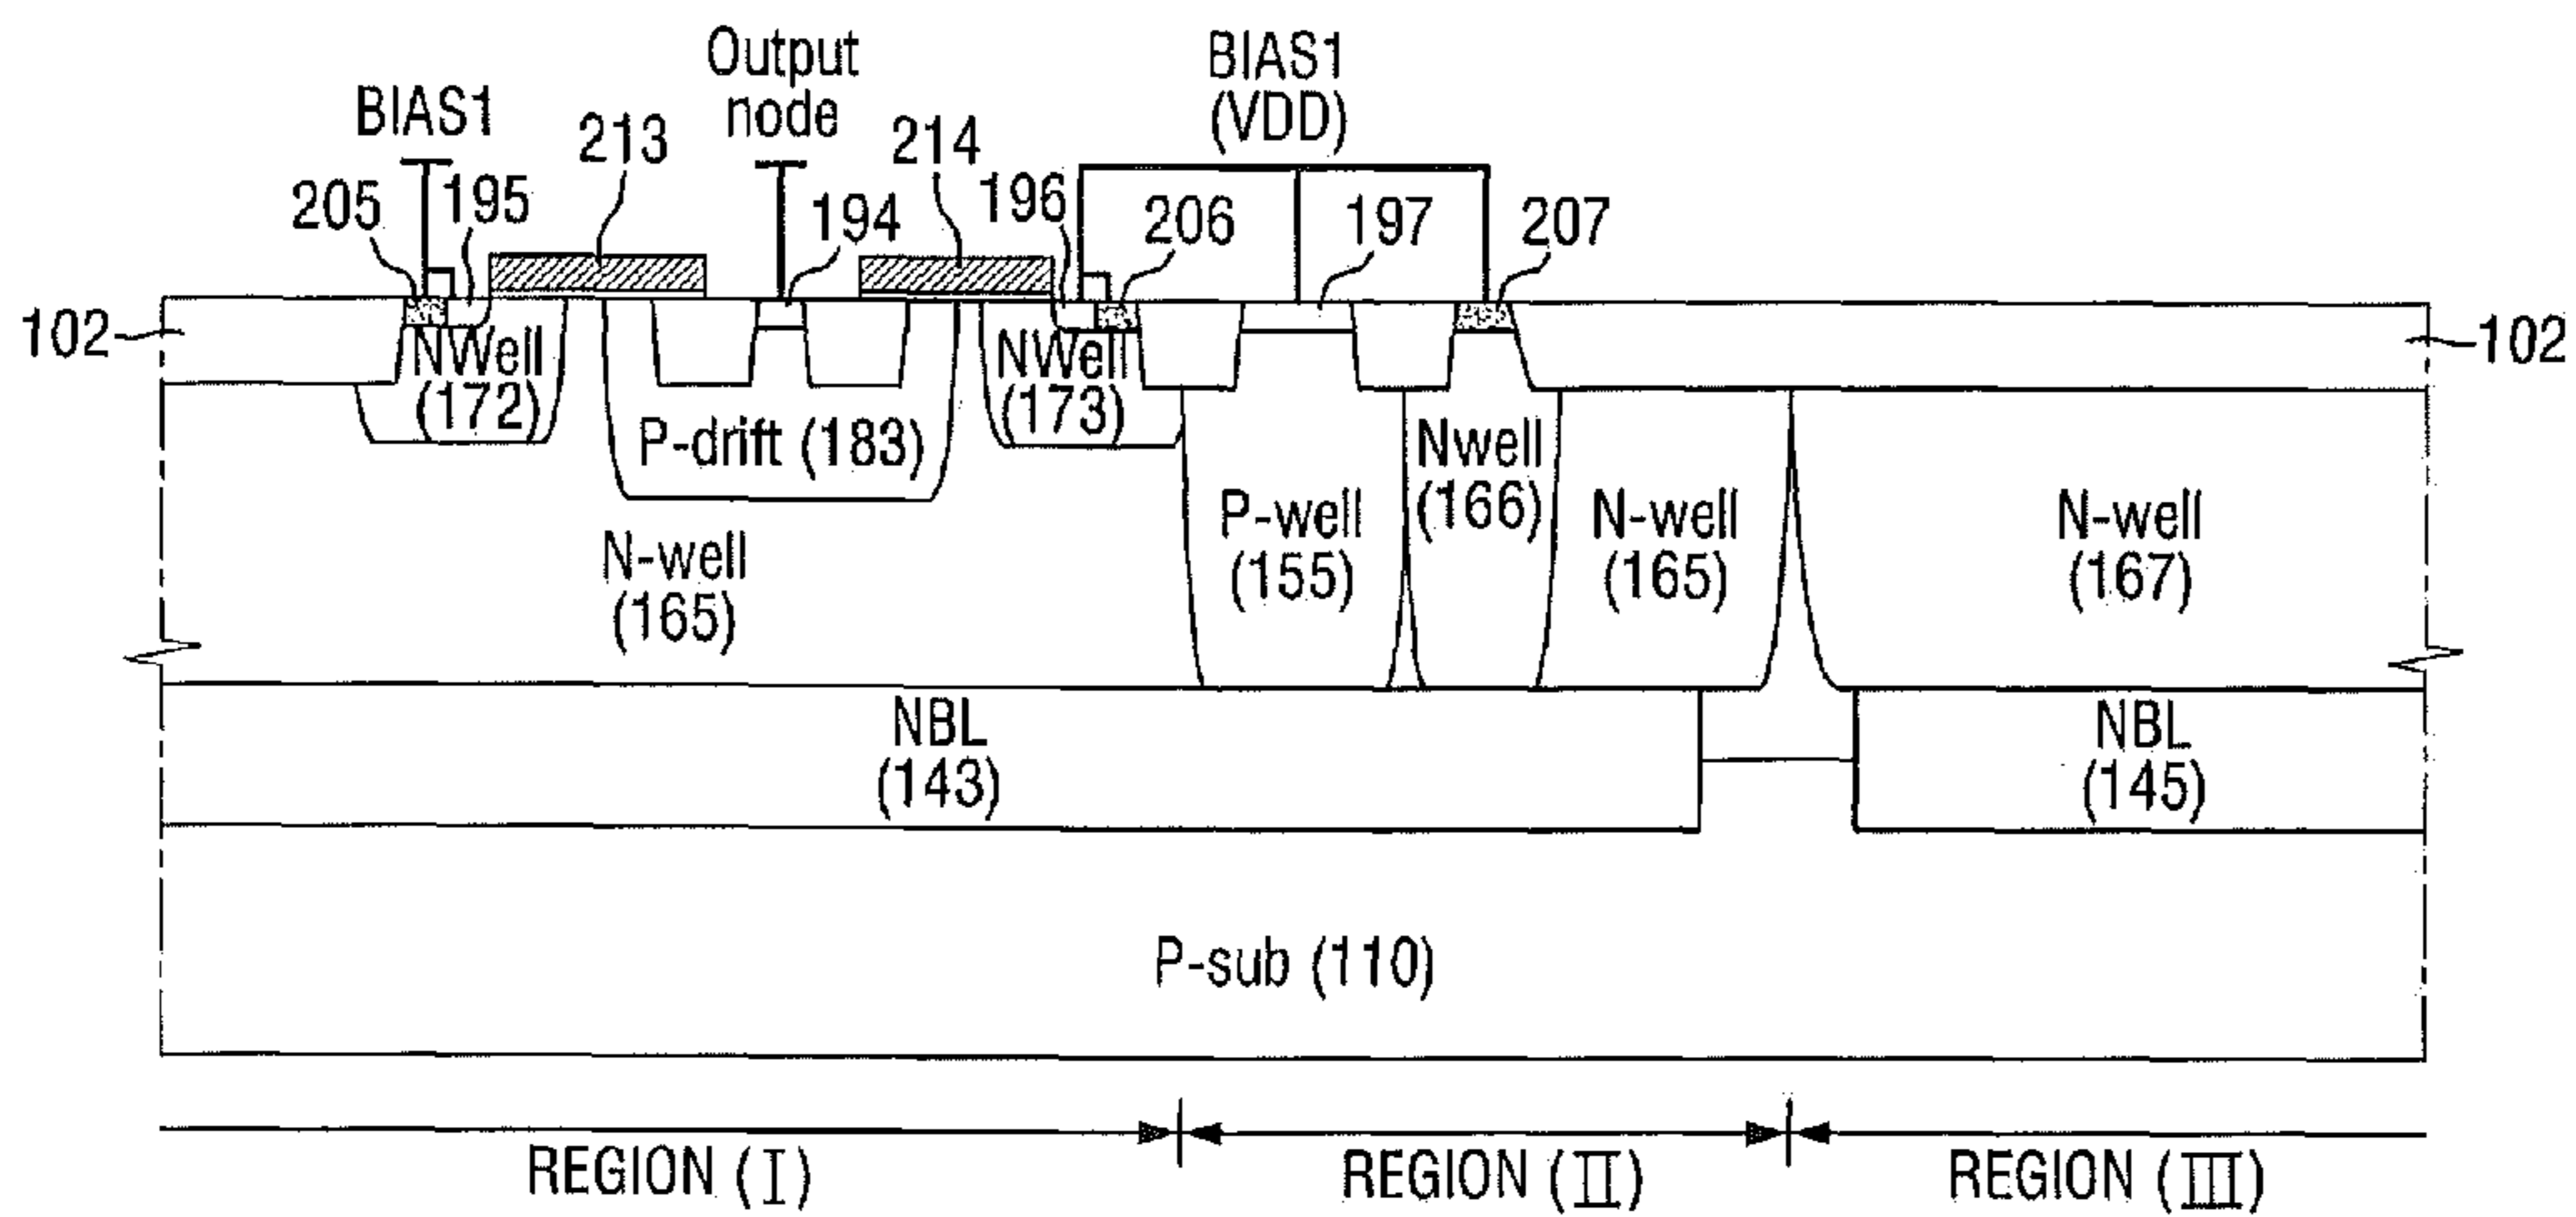 Output
node
BIAS1
(VDD)
BIAS1
213
214
205
195
194
196
206
197
207
102
102
NWell
(172)
NWell
(173)
P-drift (183)
Nwell
(166)
P-well
(155)
N-well
(165)
N-well
(167)
N-well
(165)
NBL
(143)
NBL
(145)
P-sub (110)
REGION (I)
REGION (II)
REGION (III)